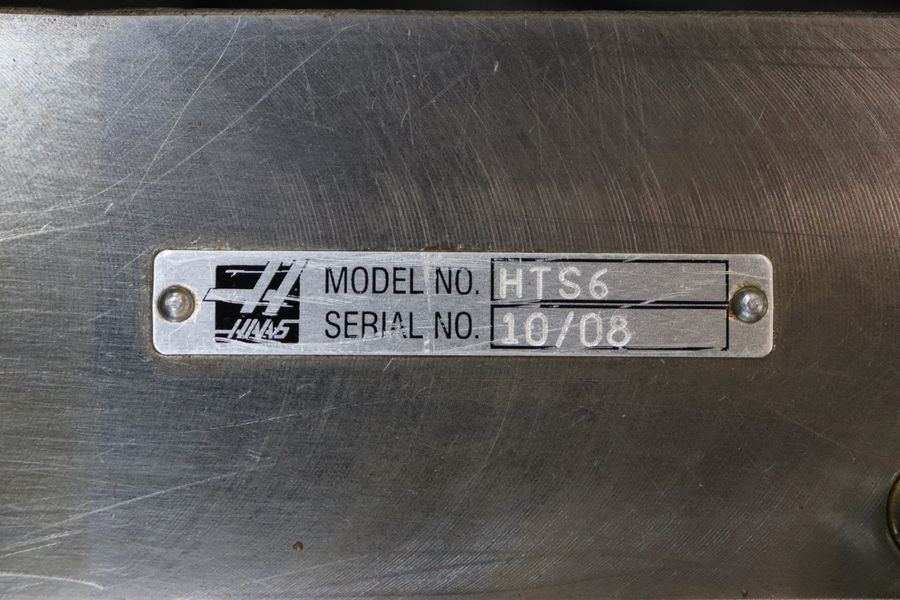 HAAS
MODEL NO. HTS6
SERIAL NO. 10/08